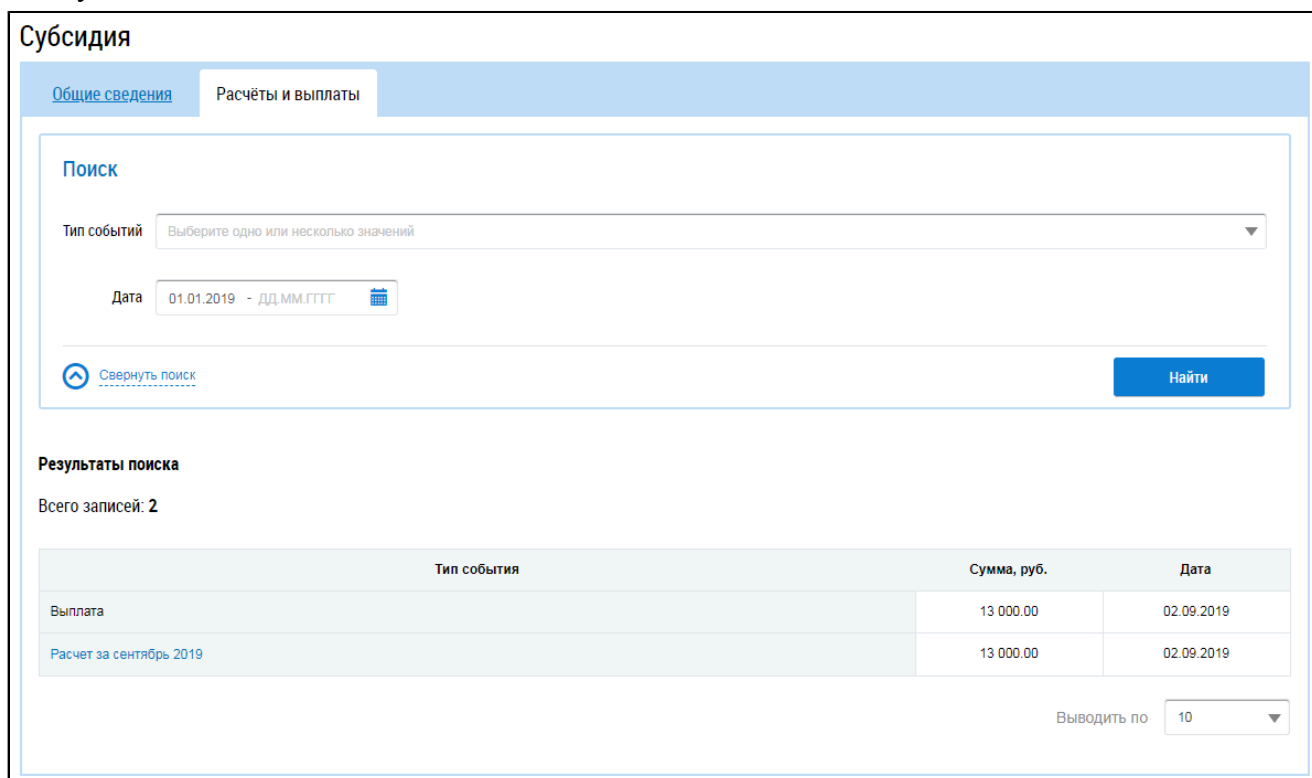 Субсидия
Общие сведения Расчёты и выплаты
Поиск
Тип событий Выберите одно или несколько значений
Дата 01.01.2019 - ДД.ММ.ГГГГ
Свернуть поиск Найти
Результаты поиска
Всего записей: 2
Тип события Сумма, руб. Дата
Выплата 13 000.00 02.09.2019
Расчет за сентябрь 2019 13 000.00 02.09.2019
Выводить по 10